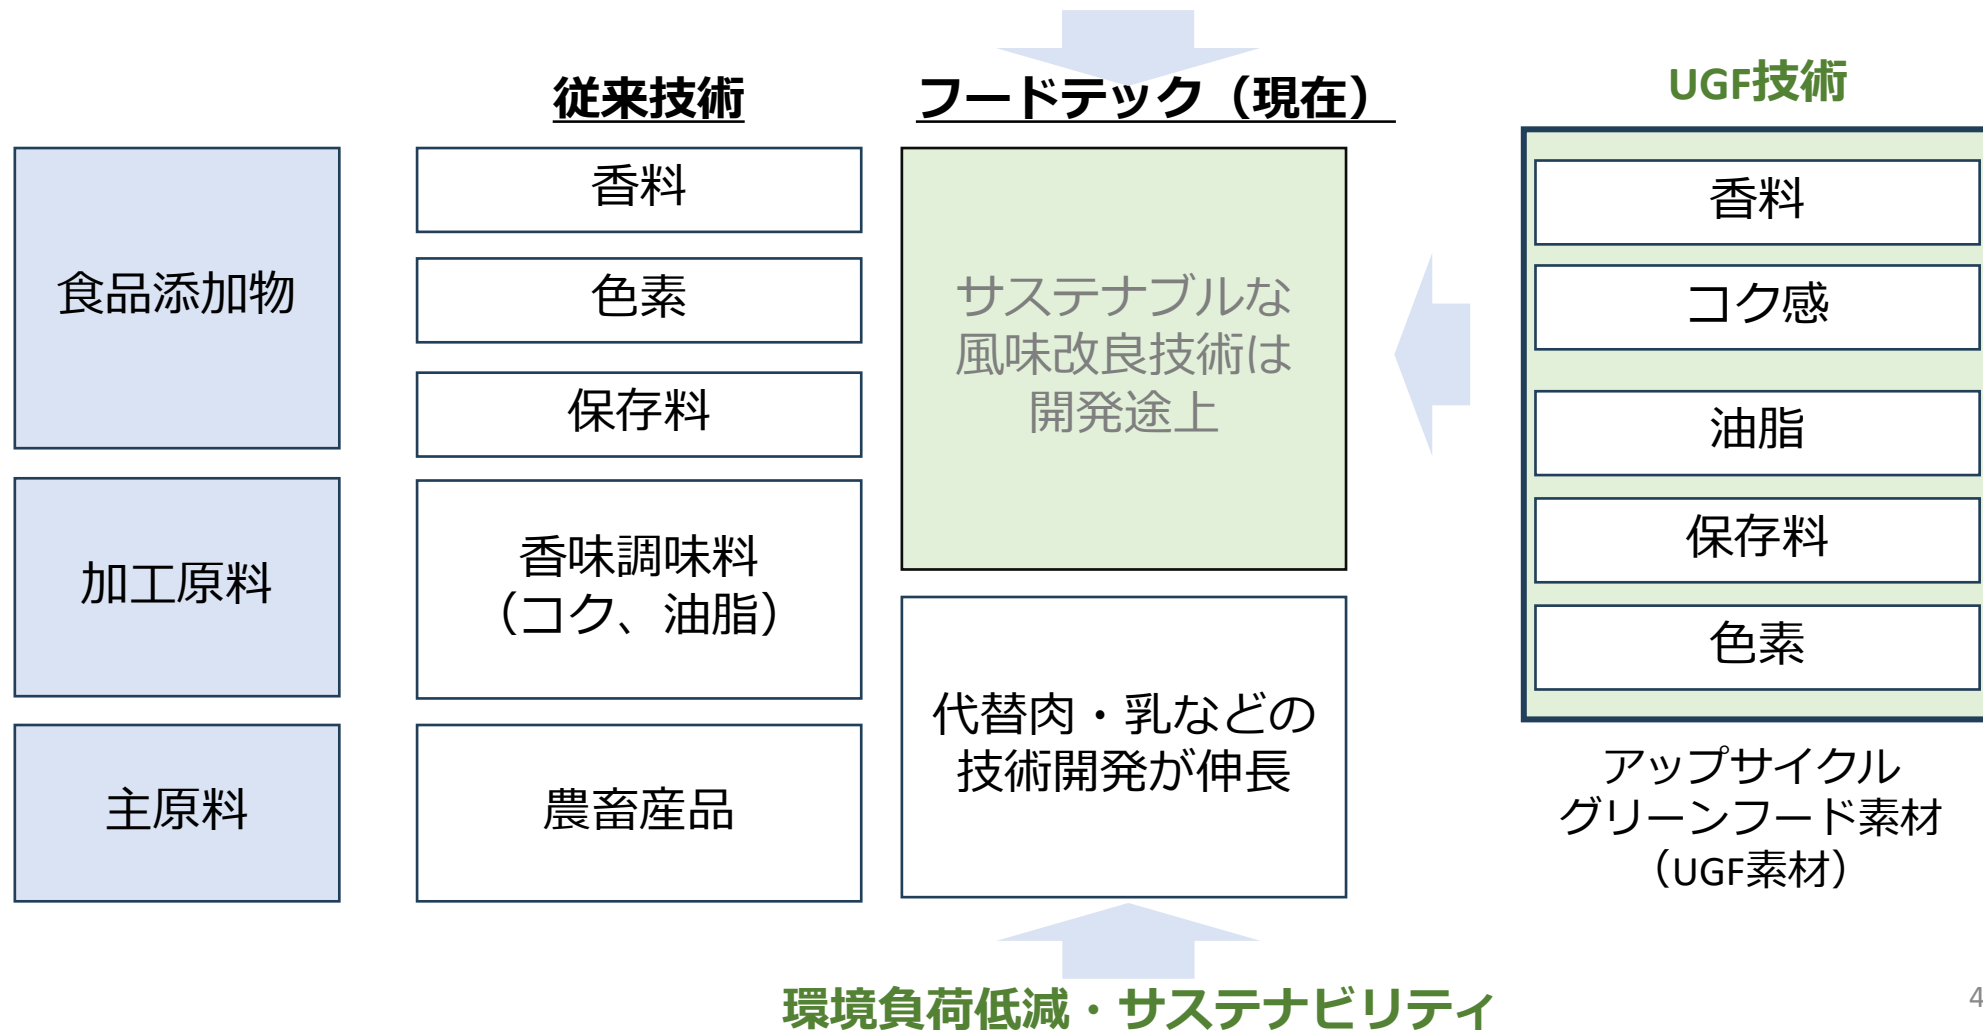 従来技術
フードテック（現在）
UGF技術
食品添加物
加工原料
主原料
香料
色素
保存料
香味調味料
（コク、油脂）
農畜産品
サステナブルな
風味改良技術は
開発途上
代替肉・乳などの
技術開発が伸長
香料
コク感
油脂
保存料
色素
アップサイクル
グリーンフード素材
（UGF素材）
環境負荷低減・サステナビリティ
4